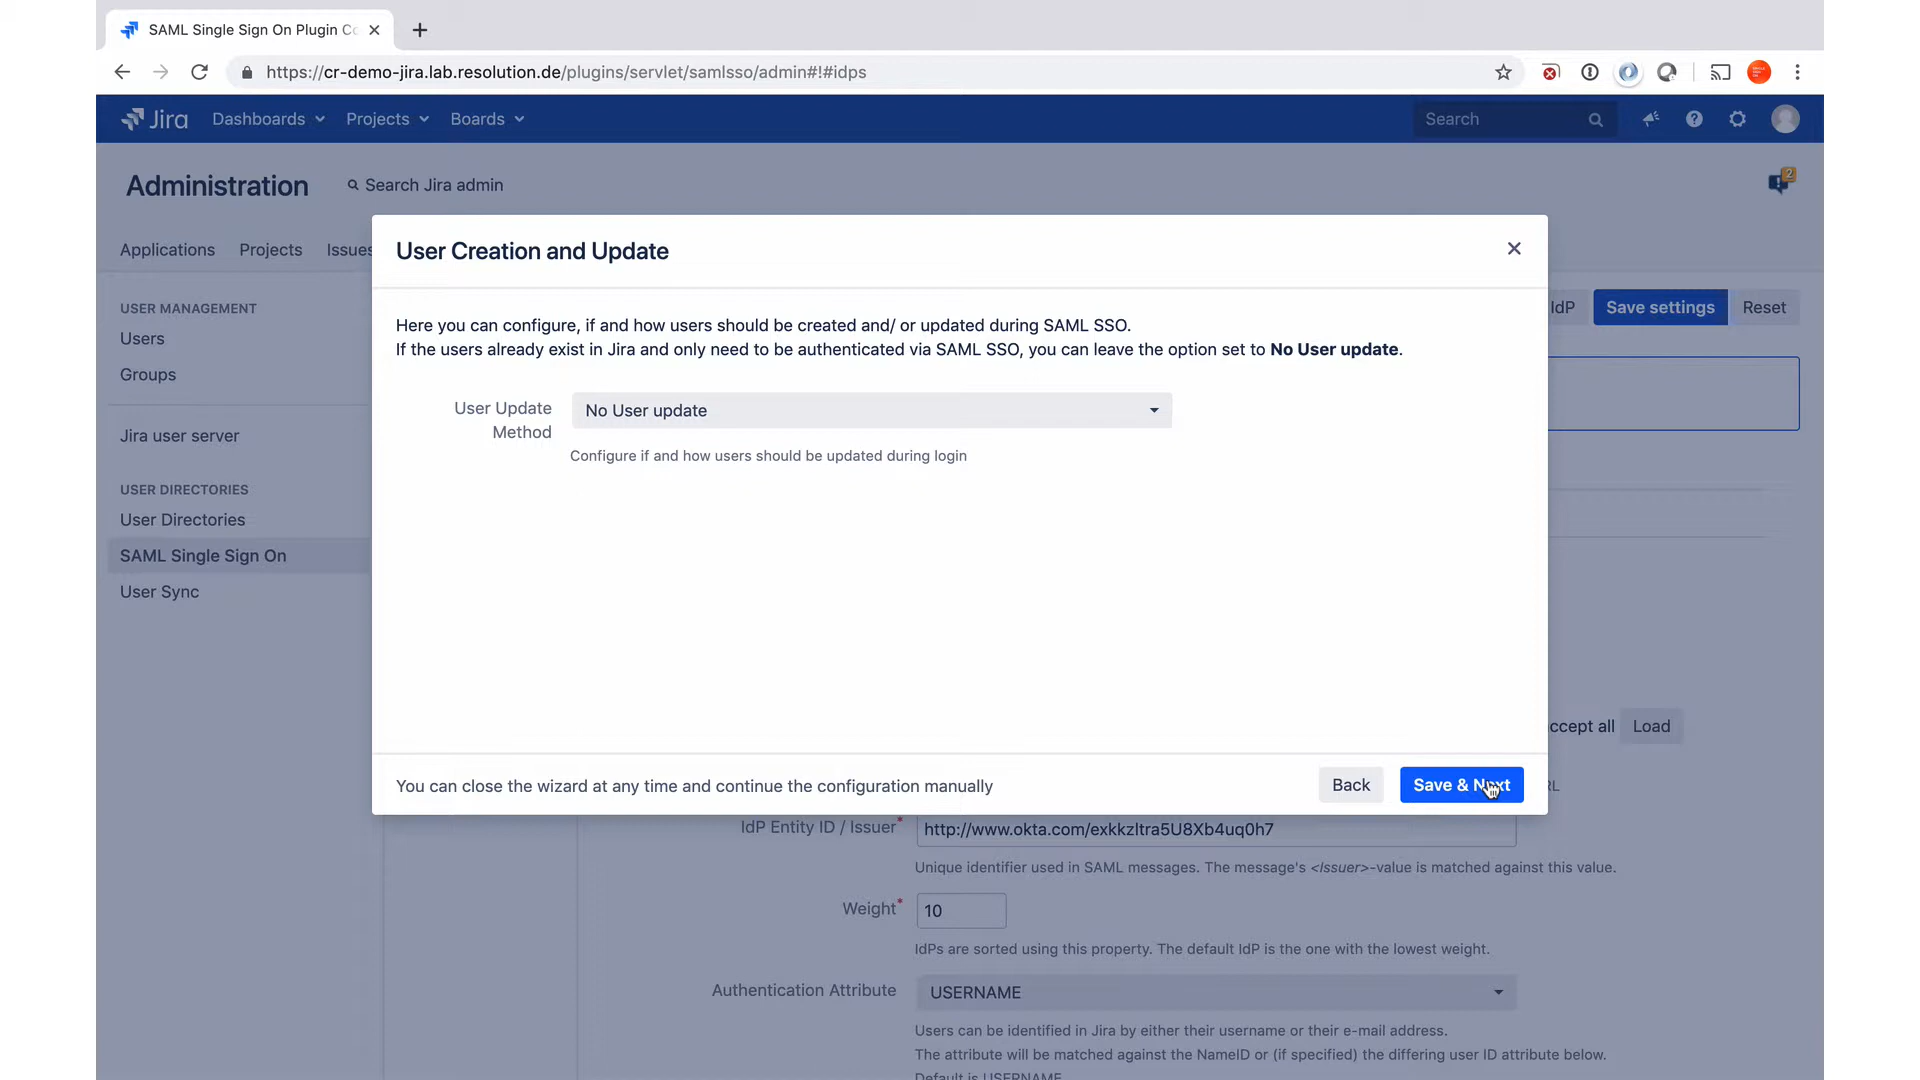 SAML Single Sign On Plugin Co
https://cr-demo-jira.lab.resolution.de/plugins/servlet/samlsso/admin#!#idps
Jira Dashboards Projects Boards Search
Administration Search Jira admin 2
Applications Projects Issues
User Creation and Update
USER MANAGEMENT
Users
Groups
Jira user server
USER DIRECTORIES
User Directories
SAML Single Sign On
User Sync
IdP Save settings Reset
Here you can configure, if and how users should be created and/ or updated during SAML SSO.
If the users already exist in Jira and only need to be authenticated via SAML SSO, you can leave the option set to No User update.
User Update
Method
No User update
Configure if and how users should be updated during login
ccept all Load
You can close the wizard at any time and continue the configuration manually
Back Save & Next
RL
IdP Entity ID / Issuer* http://www.okta.com/exkkzltra5U8Xb4uq0h7
Unique identifier used in SAML messages. The message's <Issuer>-value is matched against this value.
Weight* 10
IdPs are sorted using this property. The default IdP is the one with the lowest weight.
Authentication Attribute USERNAME
Users can be identified in Jira by either their username or their e-mail address.
The attribute will be matched against the NameID or (if specified) the differing user ID attribute below.
Default is USERNAME